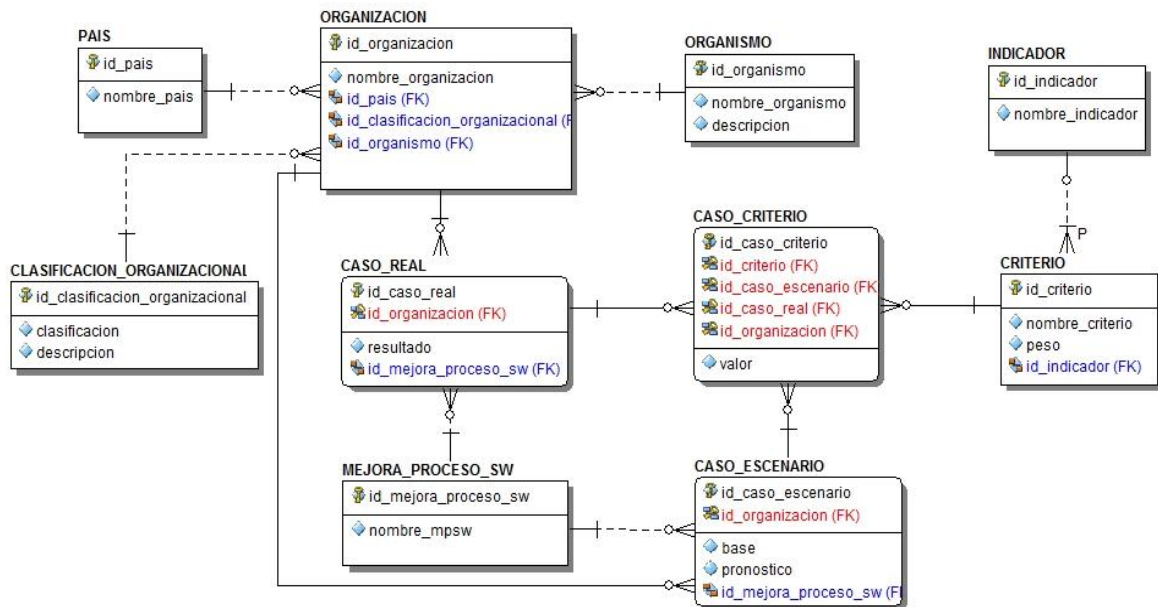 PAIS
id_pais
nombre_pais
ORGANIZACION
id_organizacion
nombre_organizacion
id_pais (FK)
id_clasificacion_organizacional (F
id_organismo (FK)
ORGANISMO
id_organismo
nombre_organismo
descripcion
INDICADOR
id_indicador
nombre_indicador
P
CLASIFICACION_ORGANIZACIONAL
id_clasificacion_organizacional
clasificacion
descripcion
CASO_REAL
id_caso_real
id_organizacion (FK)
resultado
id_mejora_proceso_sw (FK)
CASO_CRITERIO
id_caso_criterio
id_criterio (FK)
id_caso_escenario (FK
id_caso_real (FK)
id_organizacion (FK)
valor
CRITERIO
id_criterio
nombre_criterio
peso
id_indicador (FK)
MEJORA_PROCESO_SW
id_mejora_proceso_sw
nombre_mpsw
CASO_ESCENARIO
id_caso_escenario
id_organizacion (FK)
base
pronostico
id_mejora_proceso_sw (F